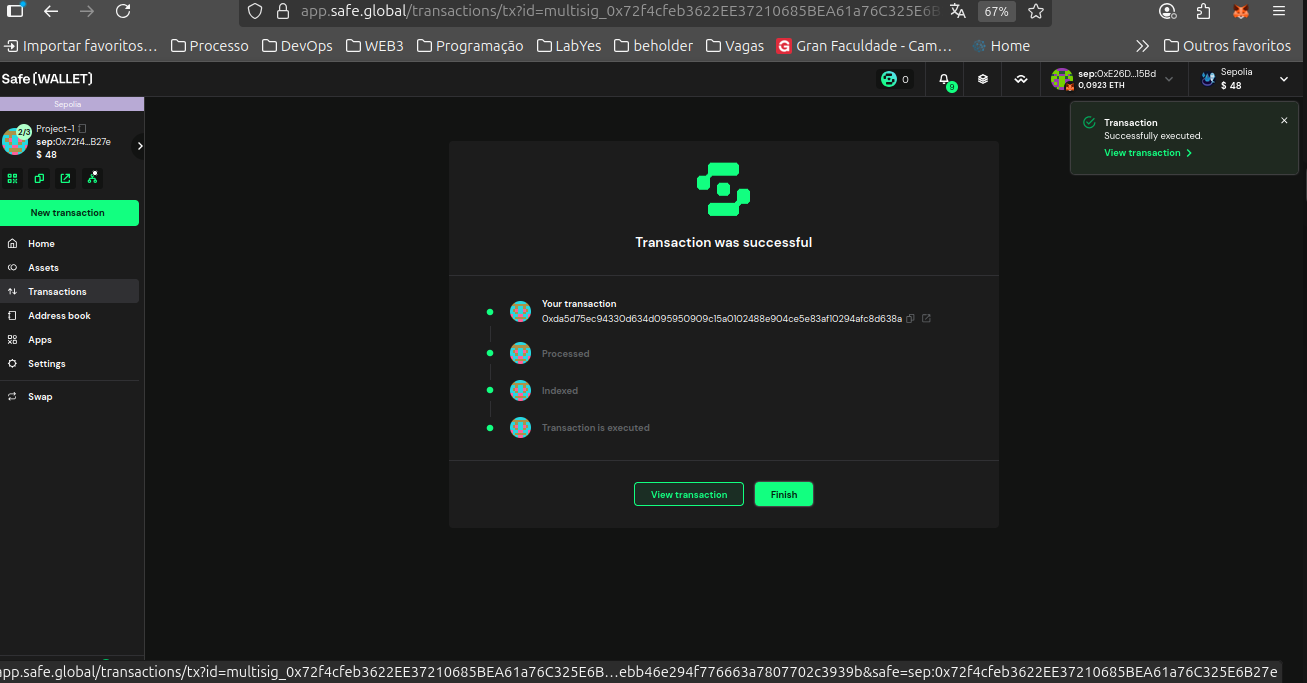 app.safe.global/transactions/tx?id=multisig_0x72f4cfeb3622EE37210685BEA61a76C325E6B
67%
Importar favoritos…
Processo
DevOps
WEB3
Programação
LabYes
beholder
Vagas
Gran Faculdade - Cam…
Home
Outros favoritos
Safe{WALLET}
0
9
sep:0xE26D...15Bd
0,0923 ETH
Sepolia
$ 48
Sepolia
2/3
Project-1
sep:0x72f4...B27e
$ 48
New transaction
Home
Assets
Transactions
Address book
Apps
Settings
Swap
Transaction
Successfully executed.
View transaction
Transaction was successful
Your transaction
0xda5d75ec94330d634d095950909c15a0102488e904ce5e83af10294afc8d638a
Processed
Indexed
Transaction is executed
View transaction
Finish
app.safe.global/transactions/tx?id=multisig_0x72f4cfeb3622EE37210685BEA61a76C325E6B…ebb46e294f776663a7807702c3939b&safe=sep:0x72f4cfeb3622EE37210685BEA61a76C325E6B27e